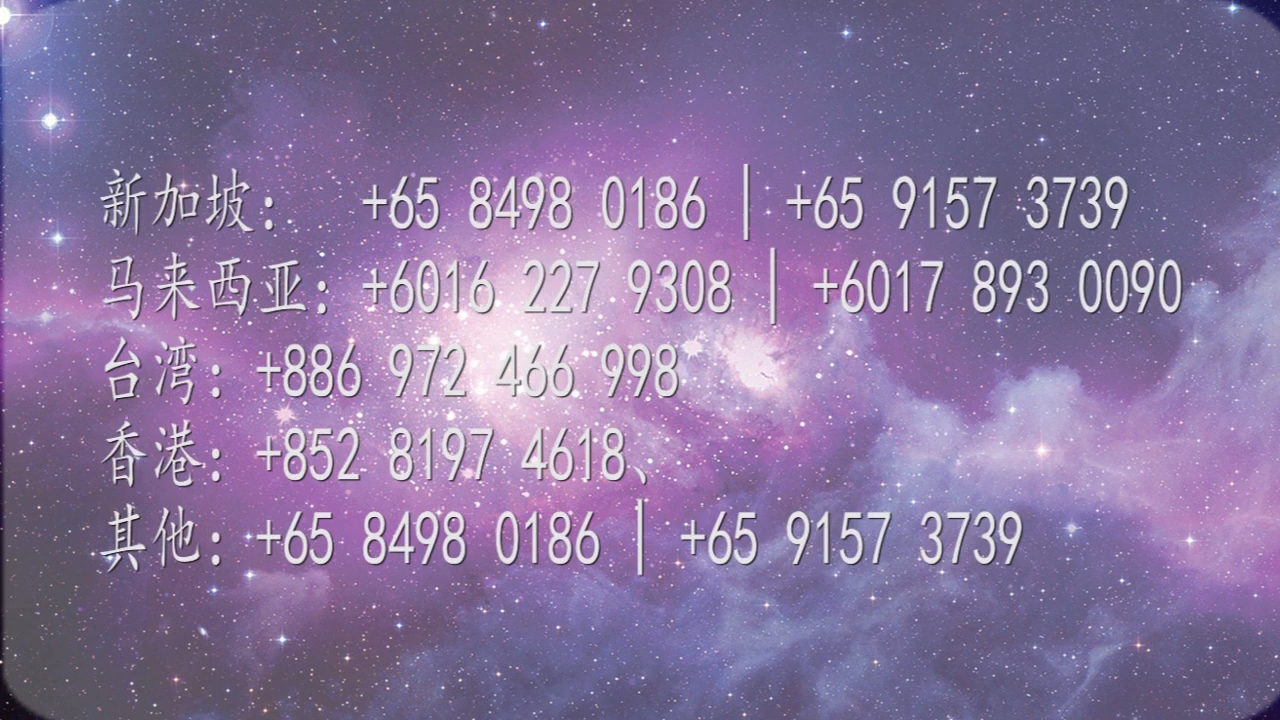 新加坡： +65 8498 0186 | +65 9157 3739
马来西亚：+6016 227 9308 | +6017 893 0090
台湾：+886 972 466 998
香港：+852 8197 4618、
其他：+65 8498 0186 | +65 9157 3739